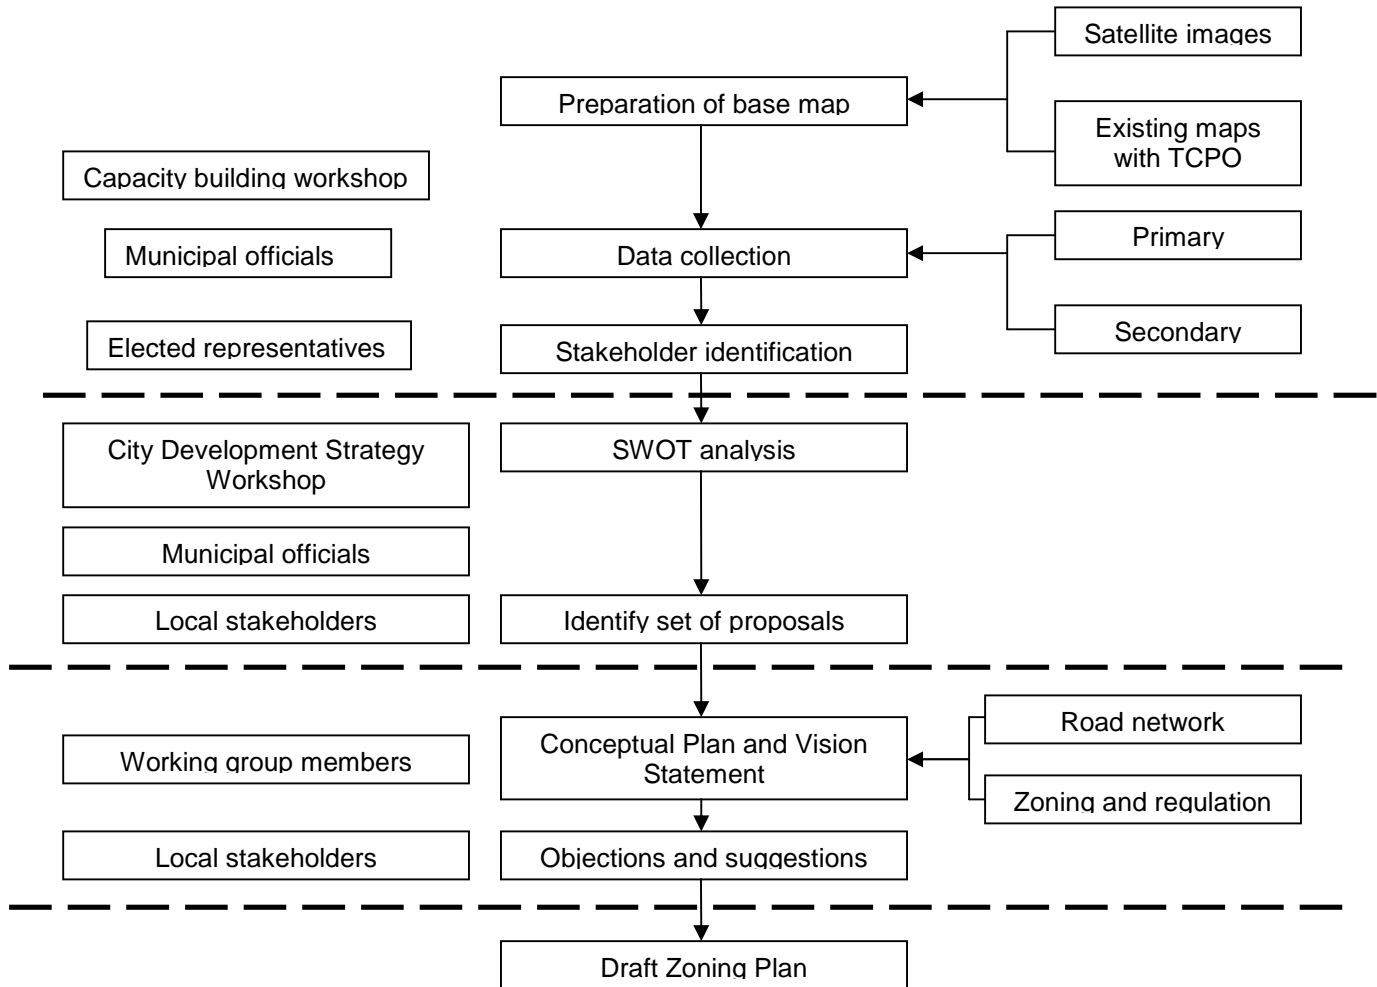 Satellite images
Preparation of base map
Existing maps
with TCPO
Capacity building workshop
Primary
Municipal officials
Data collection
Secondary
Elected representatives
Stakeholder identification
City Development Strategy
Workshop
SWOT analysis
Municipal officials
Local stakeholders
Identify set of proposals
Road network
Working group members
Conceptual Plan and Vision
Statement
Zoning and regulation
Local stakeholders
Objections and suggestions
Draft Zoning Plan